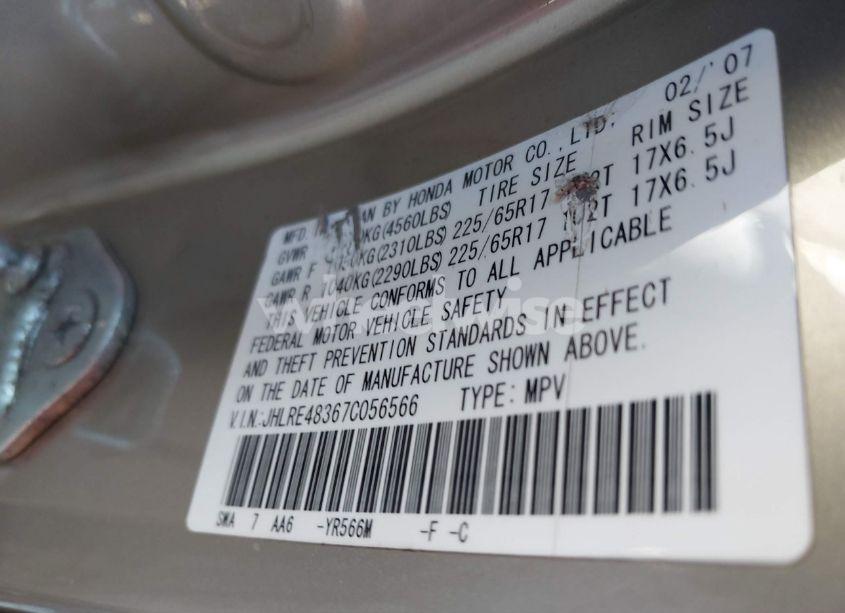 02/'07
MFD. BY HONDA MOTOR CO., LTD.
GVWR KG(4560LBS) TIRE SIZE RIM SIZE
GAWR F KG(2310LBS) 225/65R17 17X6.5J
GAWR R 1040KG(2290LBS) 225/65R17 102T 17X6.5J
THIS VEHICLE CONFORMS TO ALL APPLICABLE
FEDERAL MOTOR VEHICLE SAFETY
AND THEFT PREVENTION STANDARDS IN EFFECT
ON THE DATE OF MANUFACTURE SHOWN ABOVE.
V.I.N:JHLRE48367C056566 TYPE: MPV
SWA 7 AA6 -YR566M -F -C